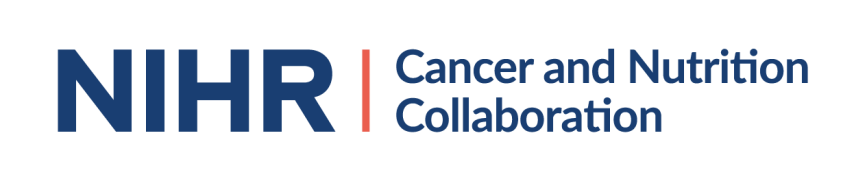 NIHR
Cancer and Nutrition
Collaboration